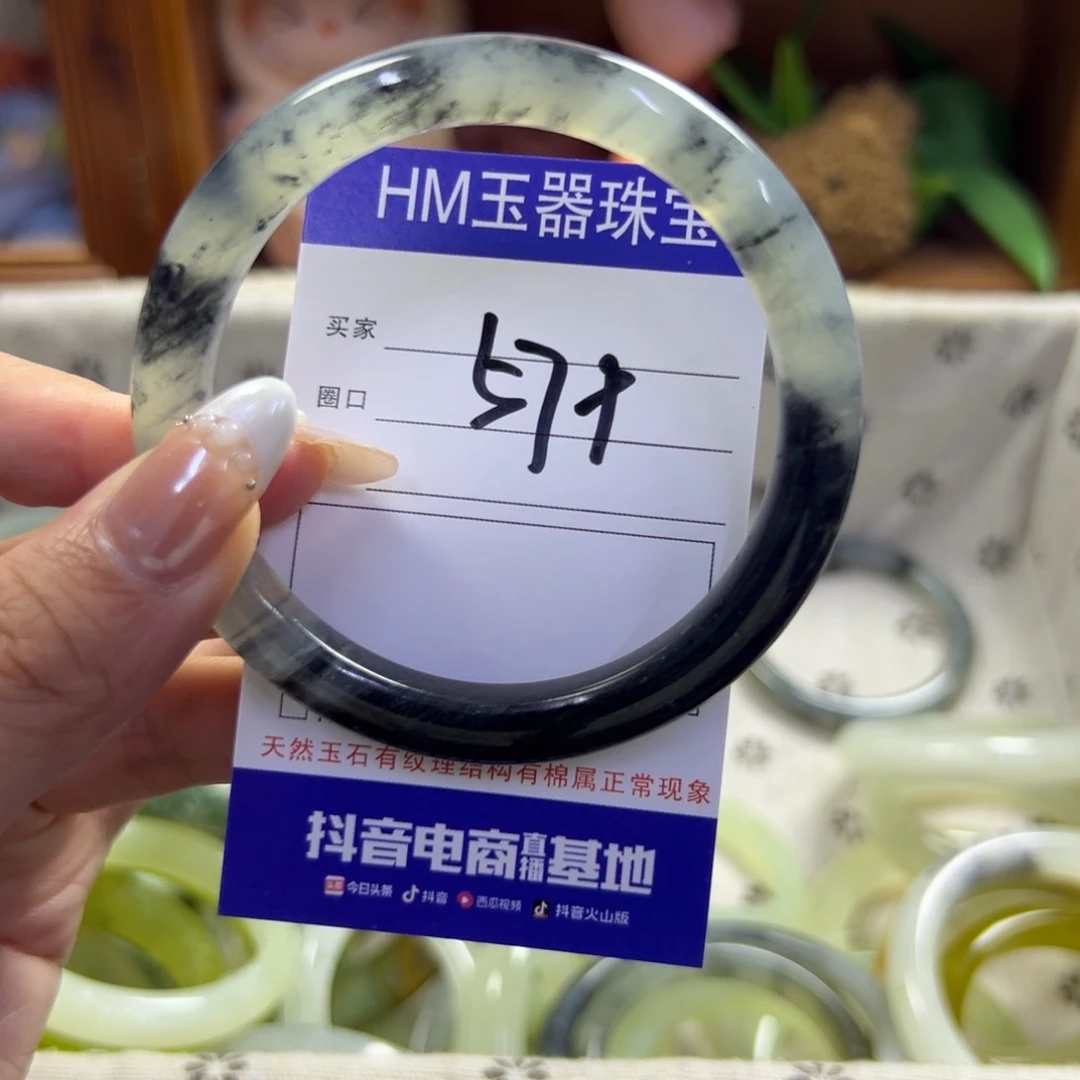 HM玉器珠宝
买家
57+
圈口
天然玉石有纹理结构有棉属正常现象
抖音电商直播基地
头条 今日头条 抖音 西瓜视频 抖音火山版